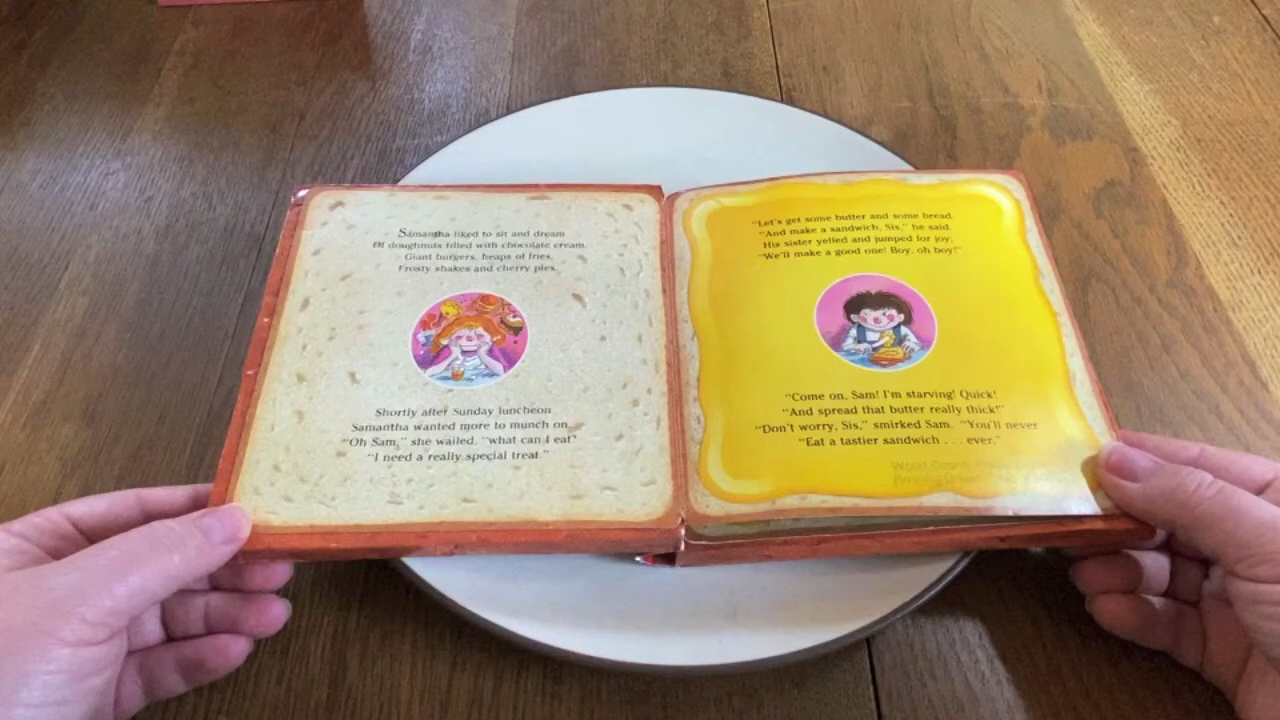 Samantha liked to sit and dream
Of doughnuts filled with chocolate cream.
Giant burgers, heaps of fries,
Frosty shakes and cherry pies.
Shortly after Sunday luncheon
Samantha wanted more to munch on.
"Oh Sam," she wailed, "what can I eat?
"I need a really special treat."
"Let's get some butter and some bread.
"And make a sandwich, Sis," he said.
His sister yelled and jumped for joy,
"We'll make a good one! Boy, oh boy!"
"Come on, Sam! I'm starving! Quick!
"And spread that butter really thick!"
"Don't worry, Sis," smirked Sam. "You'll never
"Eat a tastier sandwich . . . ever."